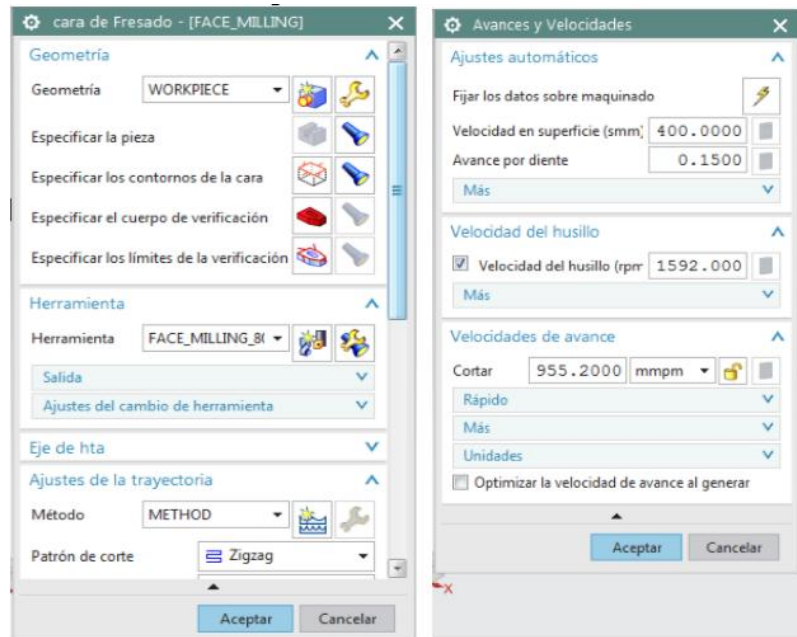 cara de Fresado - [FACE_MILLING]
Geometría
Geometría WORKPIECE
Especificar la pieza
Especificar los contornos de la cara
Especificar el cuerpo de verificación
Especificar los límites de la verificación
Herramienta
Herramienta FACE_MILLING_8(
Salida
Ajustes del cambio de herramienta
Eje de hta
Ajustes de la trayectoria
Método METHOD
Patrón de corte Zigzag
Aceptar Cancelar
Avances y Velocidades
Ajustes automáticos
Fijar los datos sobre maquinado
Velocidad en superficie (smm) 400.0000
Avance por diente 0.1500
Más
Velocidad del husillo
Velocidad del husillo (rpm 1592.000
Más
Velocidades de avance
Cortar 955.2000 mmpm
Rápido
Más
Unidades
Optimizar la velocidad de avance al generar
Aceptar Cancelar
X